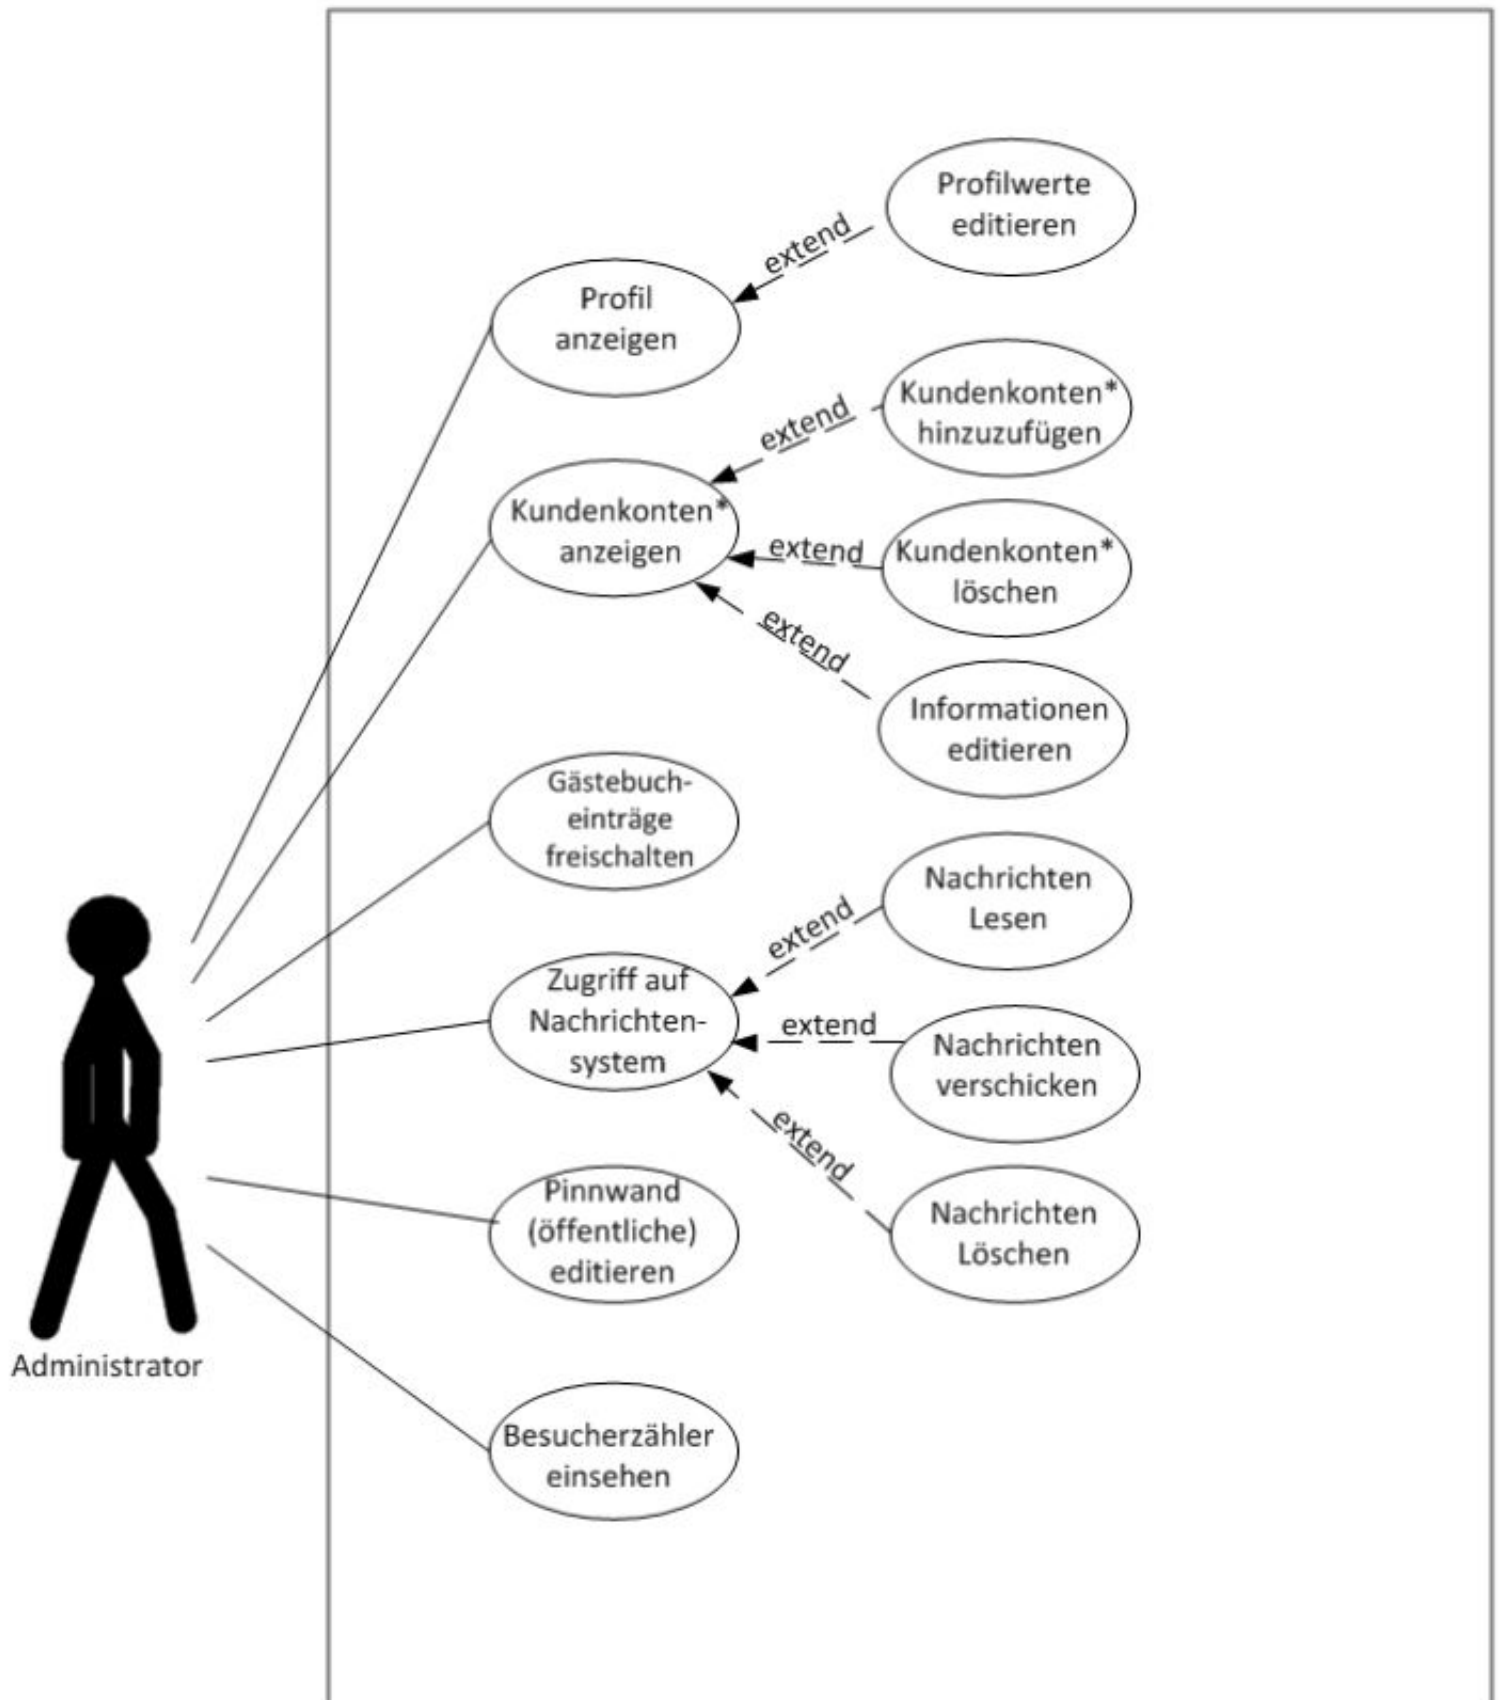 Profilwerte
editieren
extend
Profil
anzeigen
Kundenkonten*
hinzuzufügen
extend
Kundenkonten*
anzeigen
extend
Kundenkonten*
löschen
extend
Informationen
editieren
Gästebuch-
einträge
freischalten
Nachrichten
Lesen
extend
Zugriff auf
Nachrichten-
system
extend
Nachrichten
verschicken
extend
Nachrichten
Löschen
Pinnwand
(öffentliche)
editieren
Administrator
Besucherzähler
einsehen